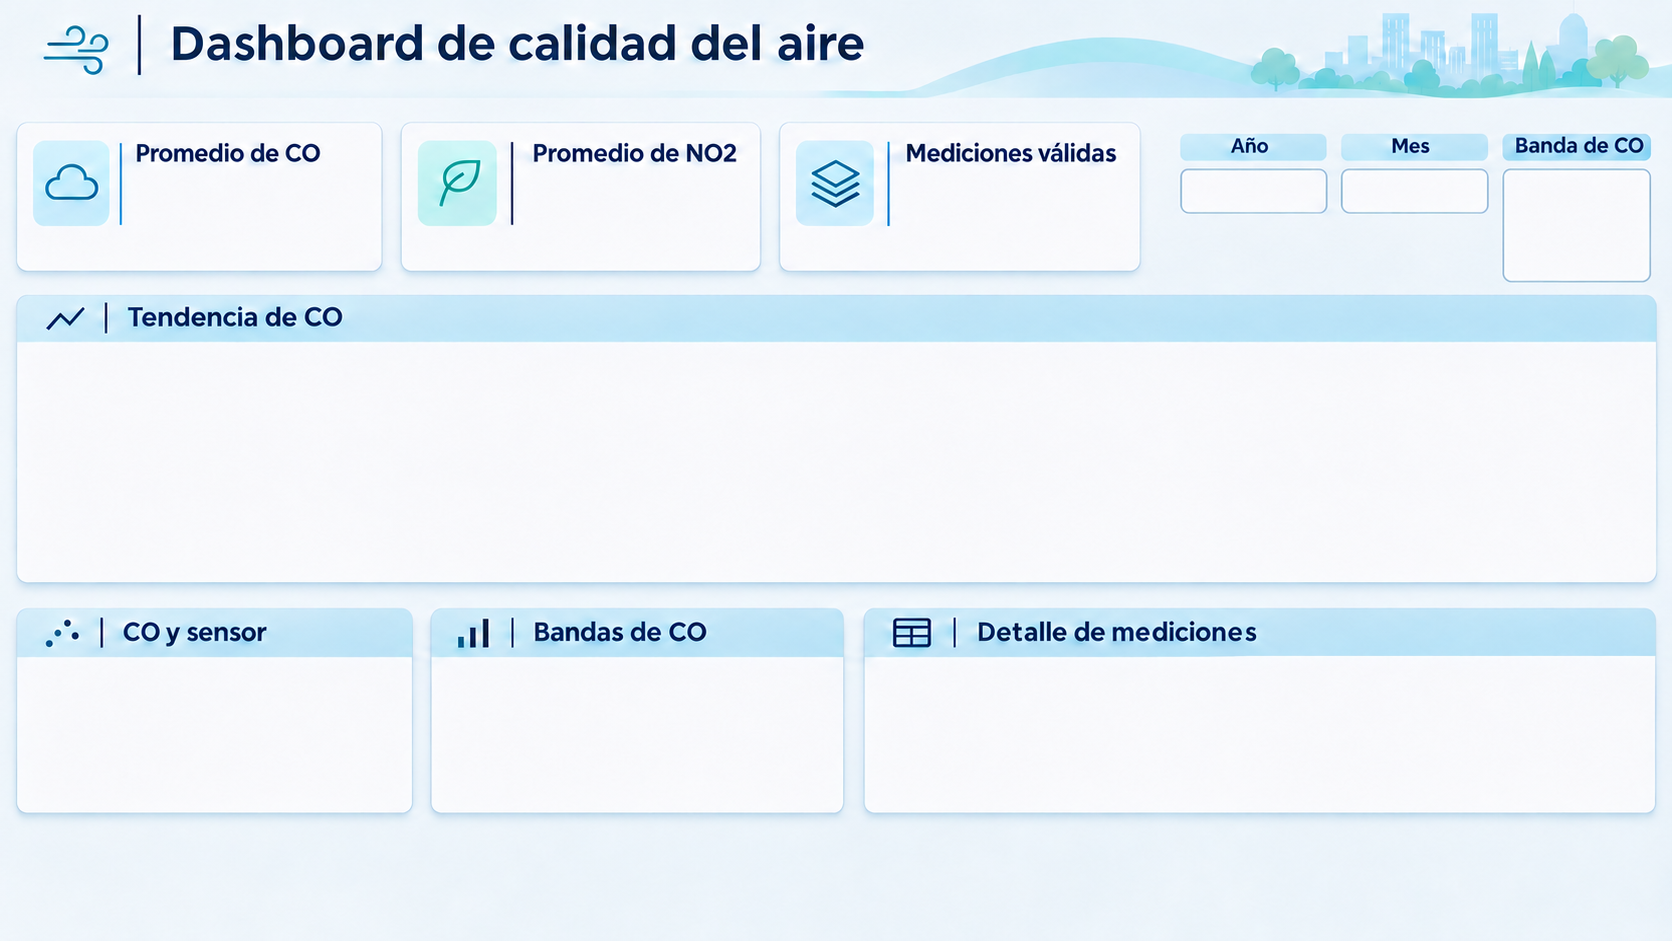 Dashboard de calidad del aire
Promedio de CO
Promedio de NO2
Mediciones válidas
Año
Mes
Banda de CO
Tendencia de CO
CO y sensor
Bandas de CO
Detalle de mediciones